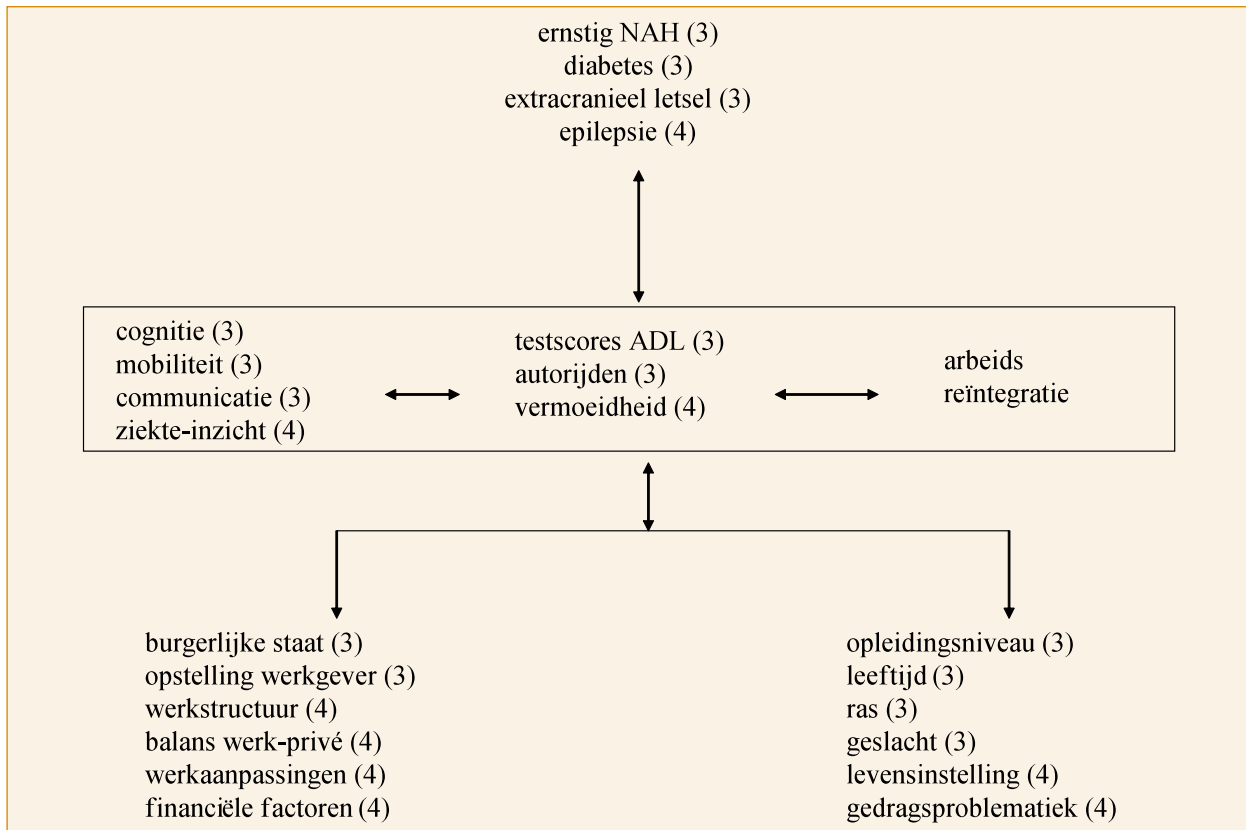 ernstig NAH (3)
diabetes (3)
extracranieel letsel (3)
epilepsie (4)
cognitie (3)
mobiliteit (3)
communicatie (3)
ziekte-inzicht (4)
testscores ADL (3)
autorijden (3)
vermoeidheid (4)
arbeids
reïntegratie
burgerlijke staat (3)
opstelling werkgever (3)
werkstructuur (4)
balans werk-privé (4)
werkaanpassingen (4)
financiële factoren (4)
opleidingsniveau (3)
leeftijd (3)
ras (3)
geslacht (3)
levensinstelling (4)
gedragsproblematiek (4)